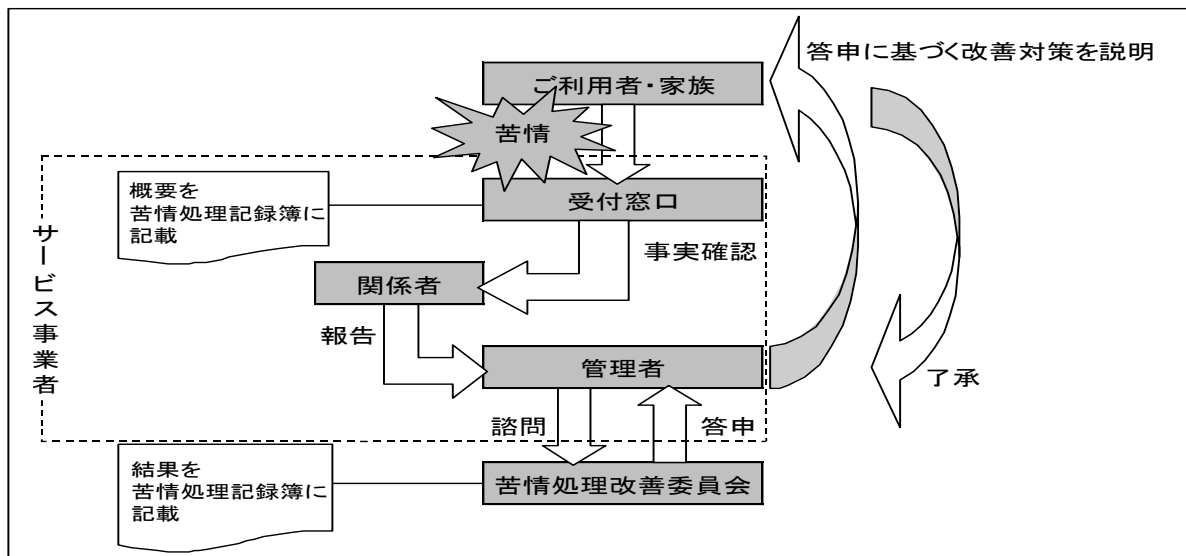 答申に基づく改善対策を説明
ご利用者・家族
苦情
概要を
苦情処理記録簿に
記載
受付窓口
サービス事業者
事実確認
関係者
報告
管理者
了承
諮問
答申
結果を
苦情処理記録簿に
記載
苦情処理改善委員会